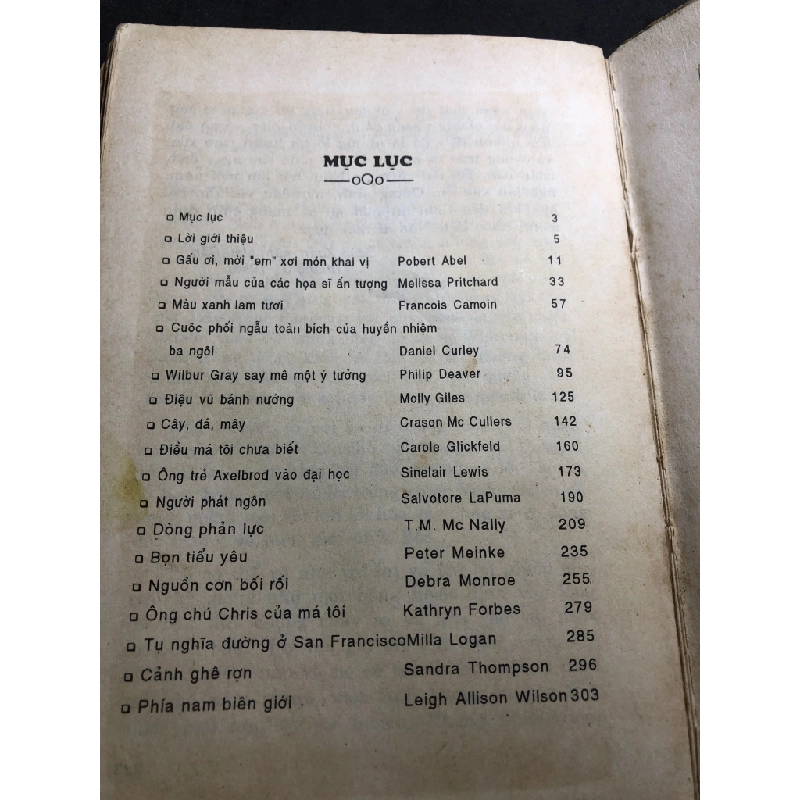 MỤC LỤC
oOo
Mục lục 3
Lời giới thiệu 5
Gấu ơi, mời "em" xơi món khai vị Pobert Abel 11
Người mẫu của các họa sĩ ấn tượng Melissa Pritchard 33
Màu xanh lam tươi Francois Camoin 57
Cuộc phối ngẫu toàn bích của huyền nhiệm
ba ngôi Daniel Curley 74
Wilbur Gray say mê một ý tưởng Philip Deaver 95
Điệu vũ bánh nướng Molly Giles 125
Cây, đá, mây Crason Mc Cullers 142
Điều má tôi chưa biết Carole Glickfeld 160
Ông trẻ Axelbrod vào đại học Sinelair Lewis 173
Người phát ngôn Salvotore LaPuma 190
Dòng phản lực T.M. Mc Nally 209
Bọn tiểu yêu Peter Meinke 235
Nguồn cơn bối rối Debra Monroe 255
Ông chú Chris của má tôi Kathryn Forbes 279
Tụ nghĩa đường ở San Francisco Milla Logan 285
Cảnh ghê rợn Sandra Thompson 296
Phía nam biên giới Leigh Allison Wilson 303